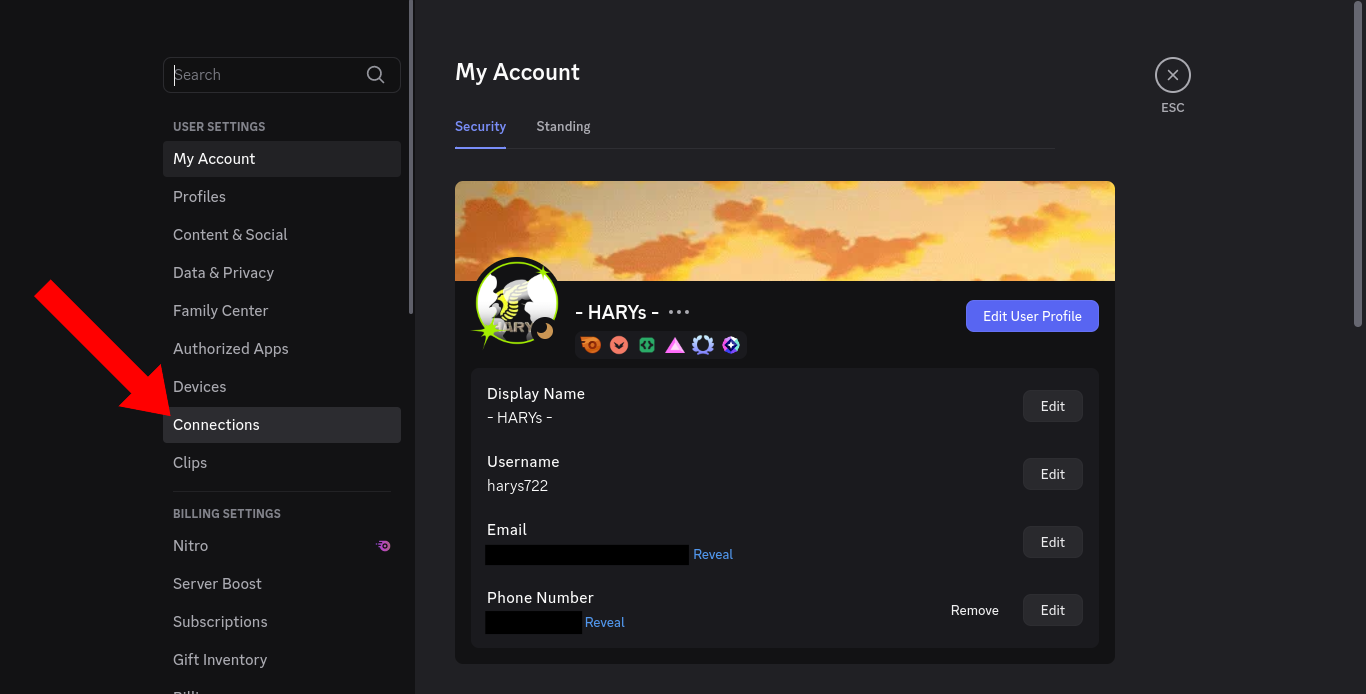 Search
USER SETTINGS
My Account
Profiles
Content & Social
Data & Privacy
Family Center
Authorized Apps
Devices
Connections
Clips
BILLING SETTINGS
Nitro
Server Boost
Subscriptions
Gift Inventory
My Account
Security
Standing
ESC
HARY
- HARYs -
Edit User Profile
Display Name
- HARYs -
Edit
Username
harys722
Edit
Email
Reveal
Edit
Phone Number
Reveal
Remove
Edit